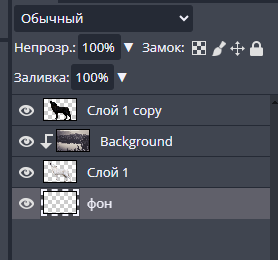 Обычный
Непрозр.: 100% Замок:
Заливка: 100%
Слой 1 copy
Background
Слой 1
фон